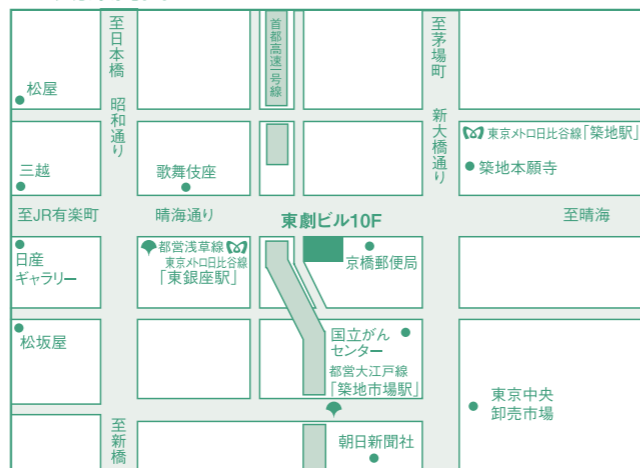 至日本橋
昭和通り
首都高速一号線
至茅場町
新大橋通り
松屋
東京メトロ日比谷線「築地駅」
三越
歌舞伎座
築地本願寺
至JR有楽町
晴海通り
東劇ビル10F
至晴海
日産
ギャラリー
都営浅草線
東京メトロ日比谷線
「東銀座駅」
京橋郵便局
松坂屋
国立がん
センター
都営大江戸線
「築地市場駅」
東京中央
卸売市場
至新橋
朝日新聞社